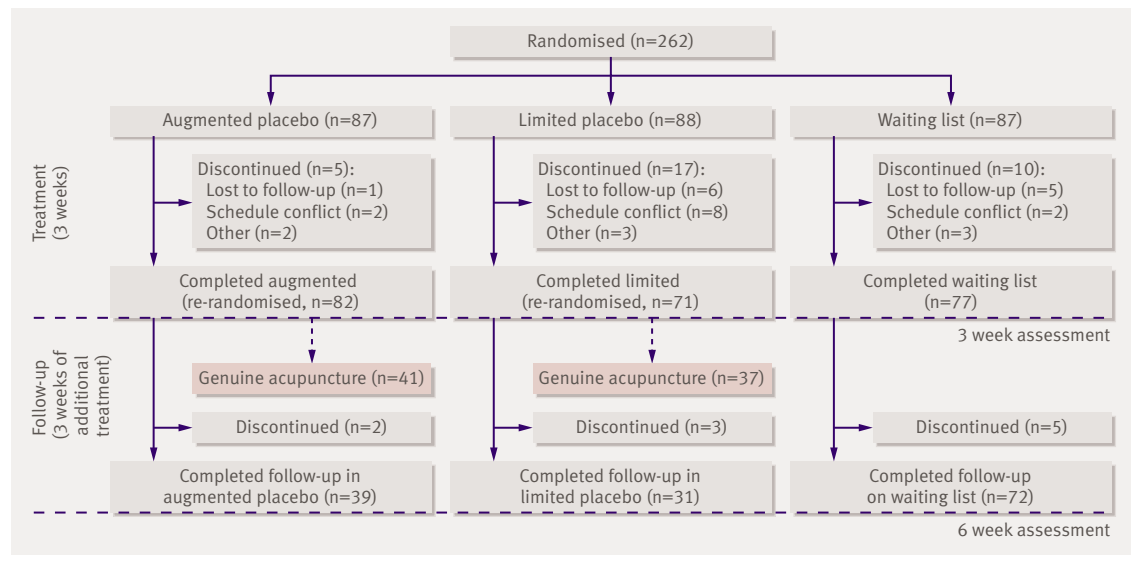 Randomised (n=262)
Augmented placebo (n=87)
Limited placebo (n=88)
Waiting list (n=87)
Treatment
(3 weeks)
Discontinued (n=5):
Lost to follow-up (n=1)
Schedule conflict (n=2)
Other (n=2)
Discontinued (n=17):
Lost to follow-up (n=6)
Schedule conflict (n=8)
Other (n=3)
Discontinued (n=10):
Lost to follow-up (n=5)
Schedule conflict (n=2)
Other (n=3)
Completed augmented
(re-randomised, n=82)
Completed limited
(re-randomised, n=71)
Completed waiting list
(n=77)
3 week assessment
Follow-up
(3 weeks of
additional
treatment)
Genuine acupuncture (n=41)
Genuine acupuncture (n=37)
Discontinued (n=2)
Discontinued (n=3)
Discontinued (n=5)
Completed follow-up in
augmented placebo (n=39)
Completed follow-up in
limited placebo (n=31)
Completed follow-up
on waiting list (n=72)
6 week assessment